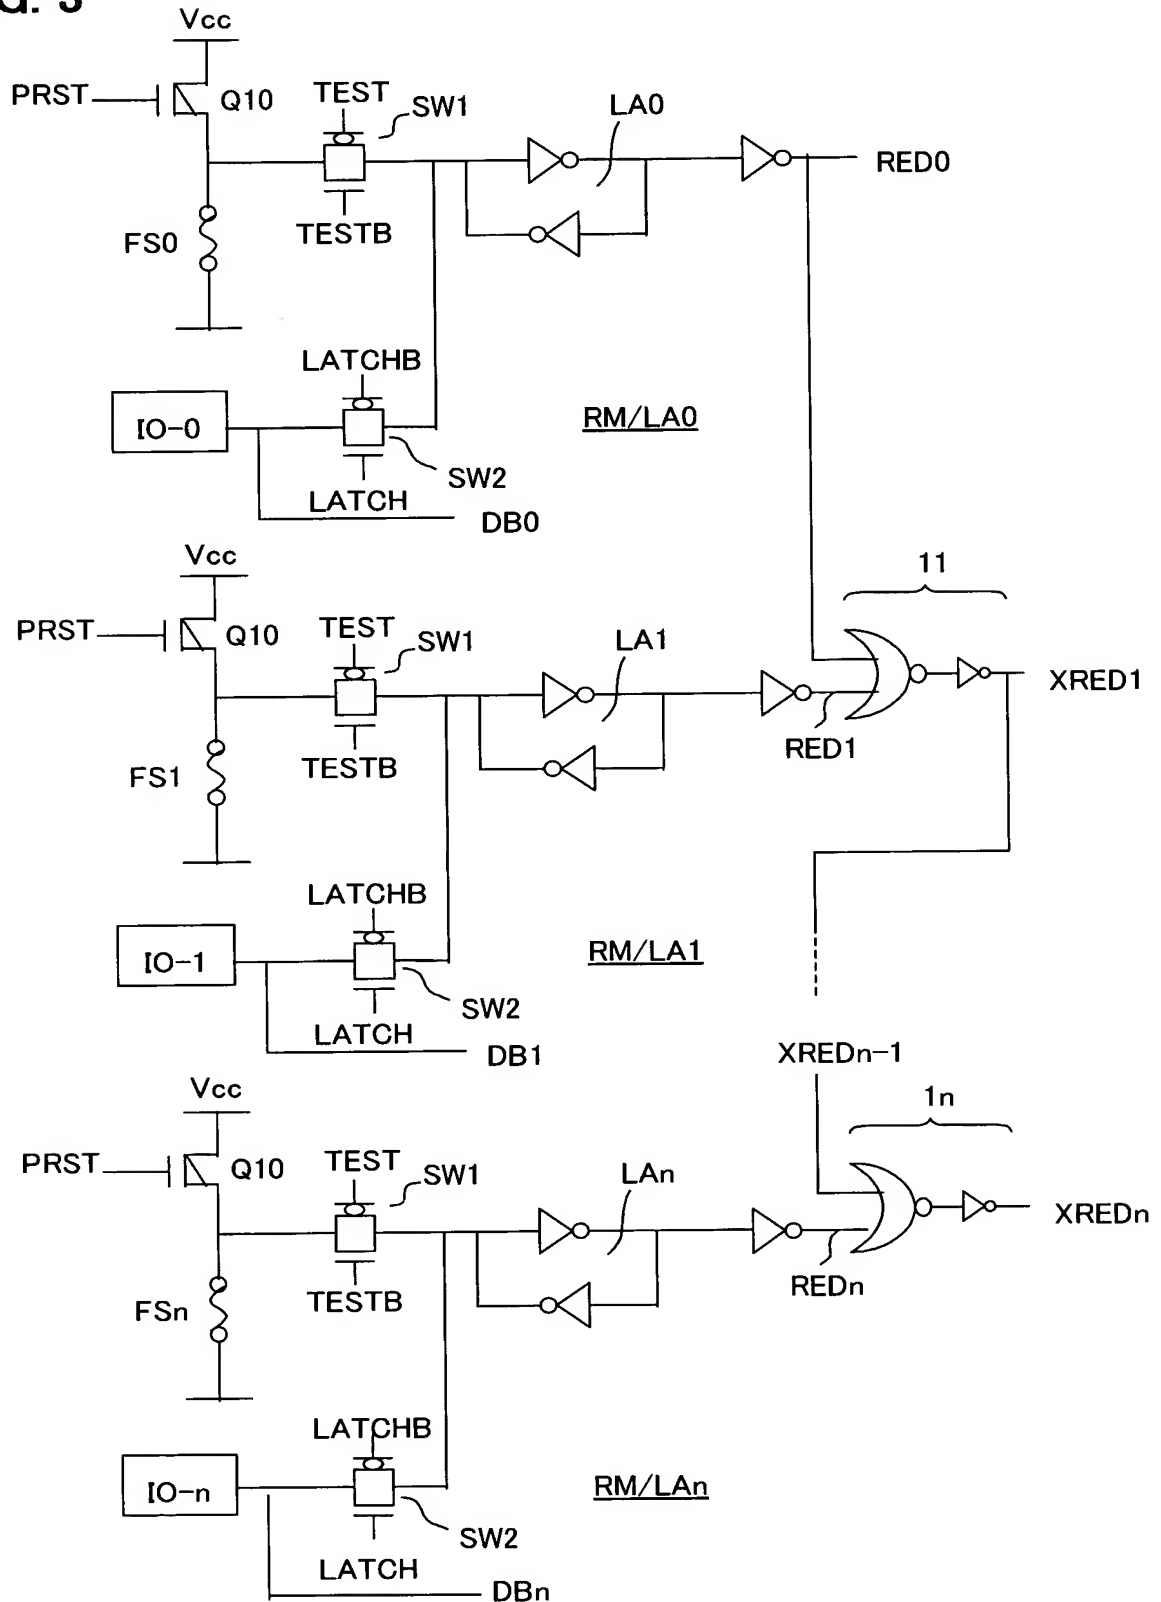 G. 3
Vcc
PRST
Q10
TEST
SW1
LA0
RED0
FS0
TESTB
LATCHB
IO-0
RM/LA0
SW2
LATCH
DB0
Vcc
11
PRST
Q10
TEST
SW1
LA1
XRED1
RED1
FS1
TESTB
LATCHB
IO-1
RM/LA1
SW2
LATCH
DB1
XREDn-1
Vcc
1n
PRST
Q10
TEST
SW1
LAn
XREDn
REDn
FSn
TESTB
LATCHB
IO-n
RM/LAn
SW2
LATCH
DBn